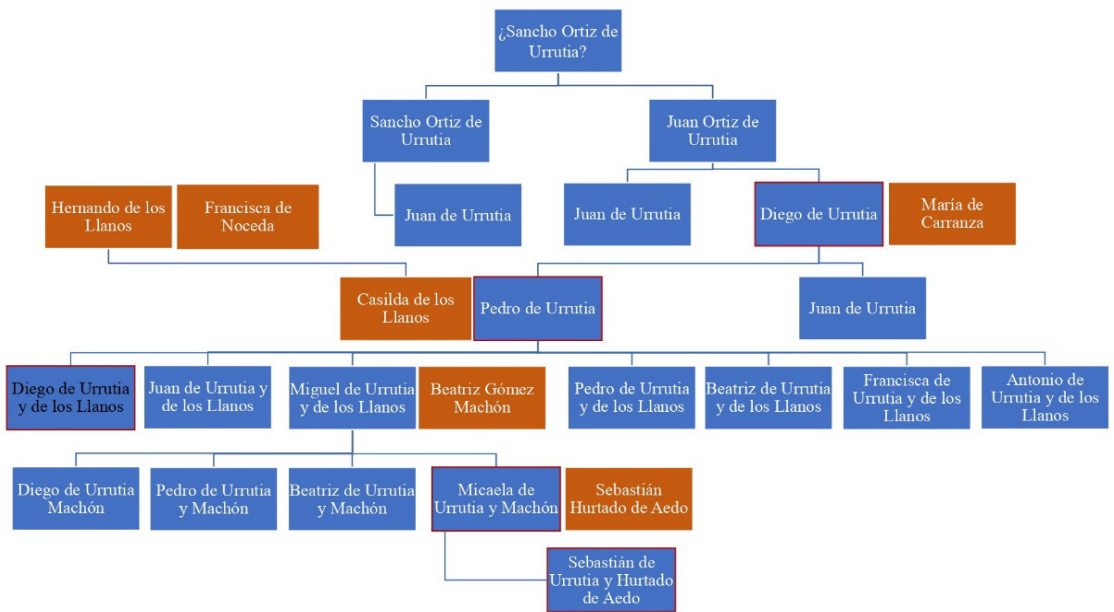 ¿Sancho Ortiz de
Urrutia?
Sancho Ortiz de
Urrutia
Juan Ortiz de
Urrutia
Hernando de los
Llanos
Francisca de
Noceda
Juan de Urrutia
Juan de Urrutia
Diego de Urrutia
María de
Carranza
Casilda de los
Llanos
Pedro de Urrutia
Juan de Urrutia
Diego de Urrutia
y de los Llanos
Juan de Urrutia y
de los Llanos
Miguel de Urrutia
y de los Llanos
Beatriz Gómez
Machón
Pedro de Urrutia
y de los Llanos
Beatriz de Urrutia
y de los Llanos
Francisca de
Urrutia y de los
Llanos
Antonio de
Urrutia y de los
Llanos
Diego de Urrutia
Machón
Pedro de Urrutia
y Machón
Beatriz de Urrutia
y Machón
Micaela de
Urrutia y Machón
Sebastián
Hurtado de Aedo
Sebastián de
Urrutia y Hurtado
de Aedo